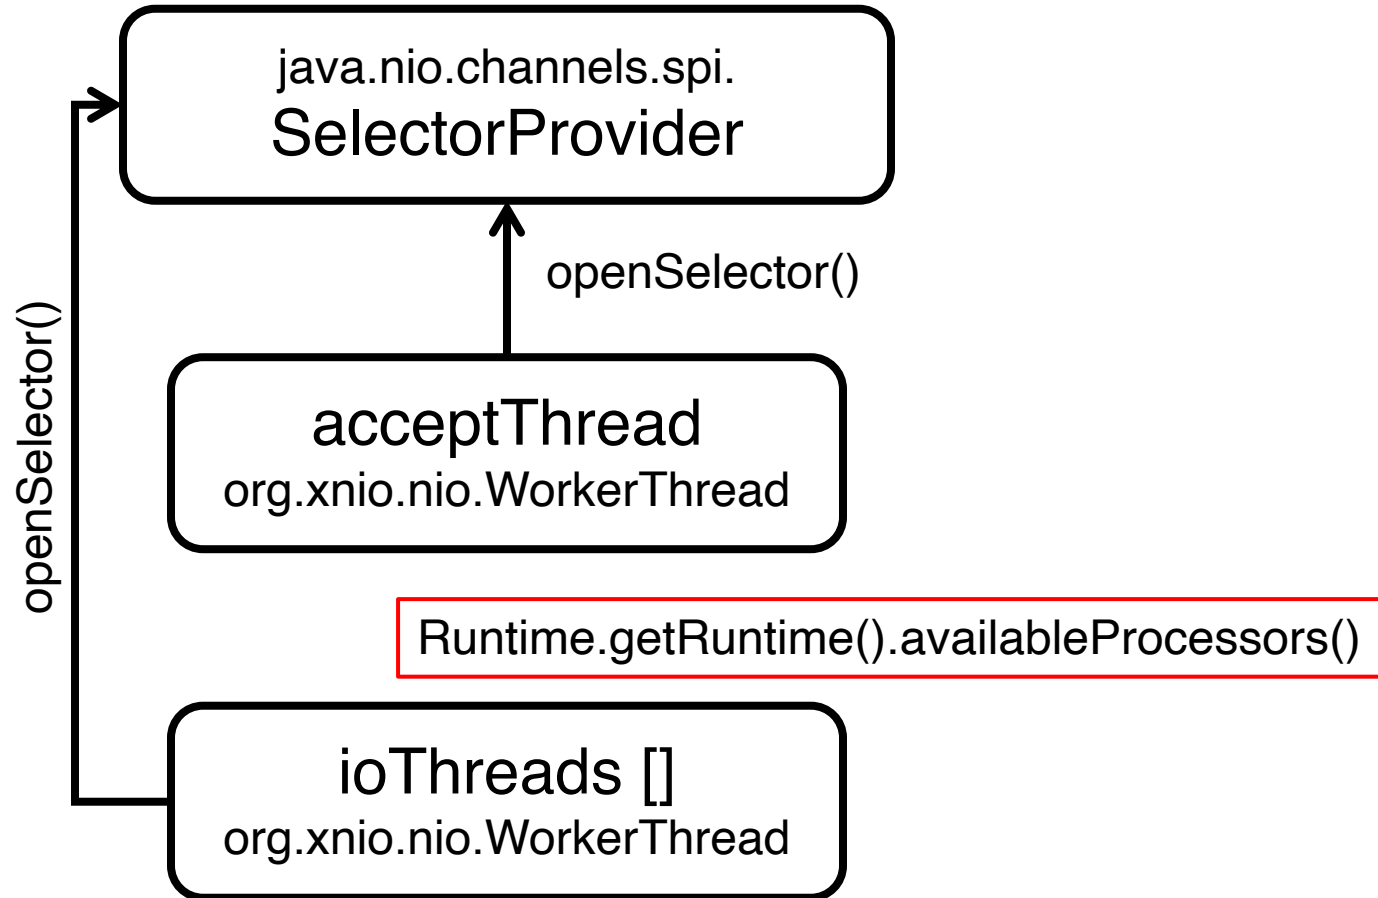 java.nio.channels.spi.
SelectorProvider
openSelector()
openSelector()
acceptThread
org.xnio.nio.WorkerThread
Runtime.getRuntime().availableProcessors()
ioThreads []
org.xnio.nio.WorkerThread